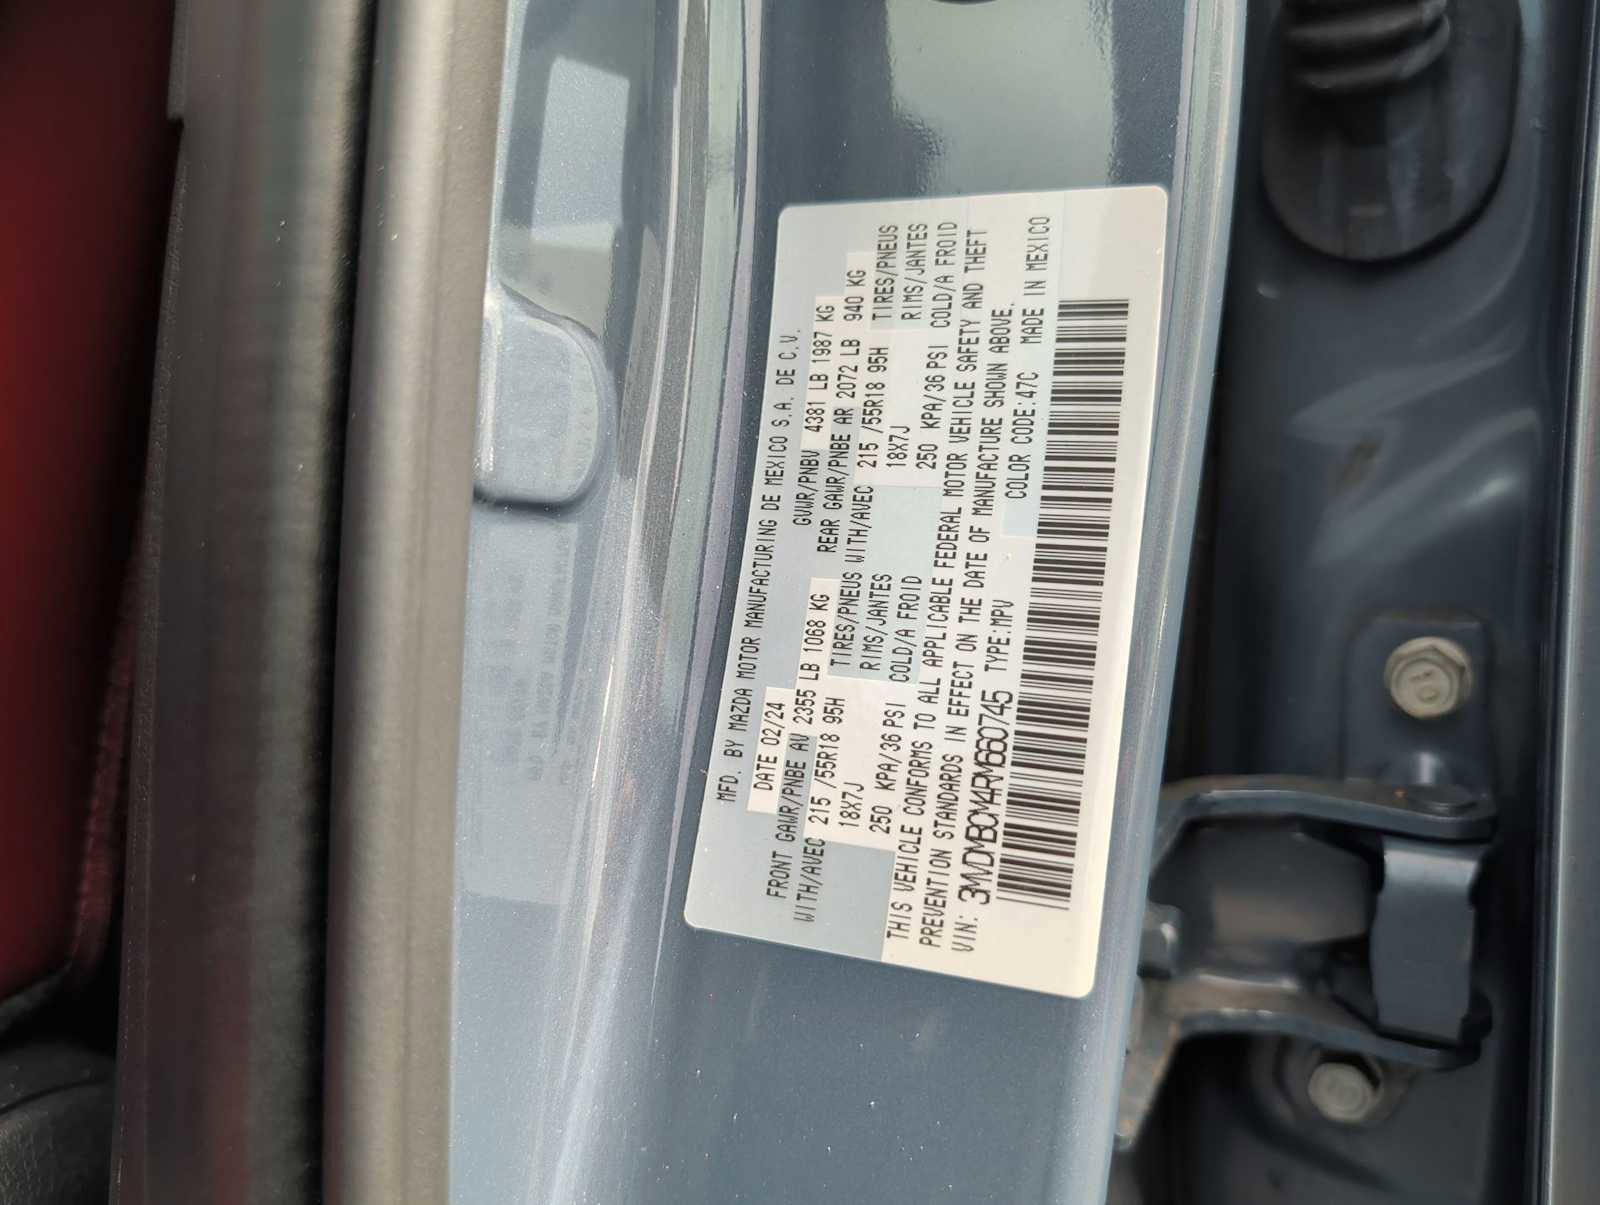 MFD. BY MAZDA MOTOR MANUFACTURING DE MEXICO S.A. DE C.V.
DATE 02/24 GVWR/PNBV 4381 LB 1987 KG
FRONT GAWR/PNBE AV 2355 LB 1068 KG REAR GAWR/PNBE AR 2072 LB 940 KG
WITH/AVEC 215 /55R18 95H TIRES/PNEUS WITH/AVEC 215 /55R18 95H TIRES/PNEUS
18X7J RIMS/JANTES 18X7J RIMS/JANTES
250 KPA/36 PSI COLD/A FROID 250 KPA/36 PSI COLD/A FROID
THIS VEHICLE CONFORMS TO ALL APPLICABLE FEDERAL MOTOR VEHICLE SAFETY AND THEFT
PREVENTION STANDARDS IN EFFECT ON THE DATE OF MANUFACTURE SHOWN ABOVE.
VIN: 3MVDMBCM4RM660745 TYPE:MPV COLOR CODE:47C MADE IN MEXICO